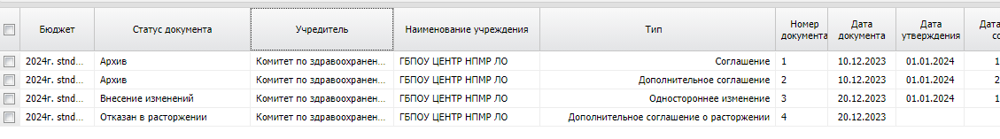 Бюджет Статус документа Учредитель Наименование учреждения Тип Номер документа Дата документа Дата утверждения Дата со
2024г. stnd... Архив Комитет по здравоохранен... ГБПОУ ЦЕНТР НПМР ЛО Соглашение 1 10.12.2023 01.01.2024 1
2024г. stnd... Архив Комитет по здравоохранен... ГБПОУ ЦЕНТР НПМР ЛО Дополнительное соглашение 2 10.12.2023 01.01.2024 2
2024г. stnd... Внесение изменений Комитет по здравоохранен... ГБПОУ ЦЕНТР НПМР ЛО Одностороннее изменение 3 20.12.2023 01.01.2024 1
2024г. stnd... Отказан в расторжении Комитет по здравоохранен... ГБПОУ ЦЕНТР НПМР ЛО Дополнительное соглашение о расторжении 4 20.12.2023